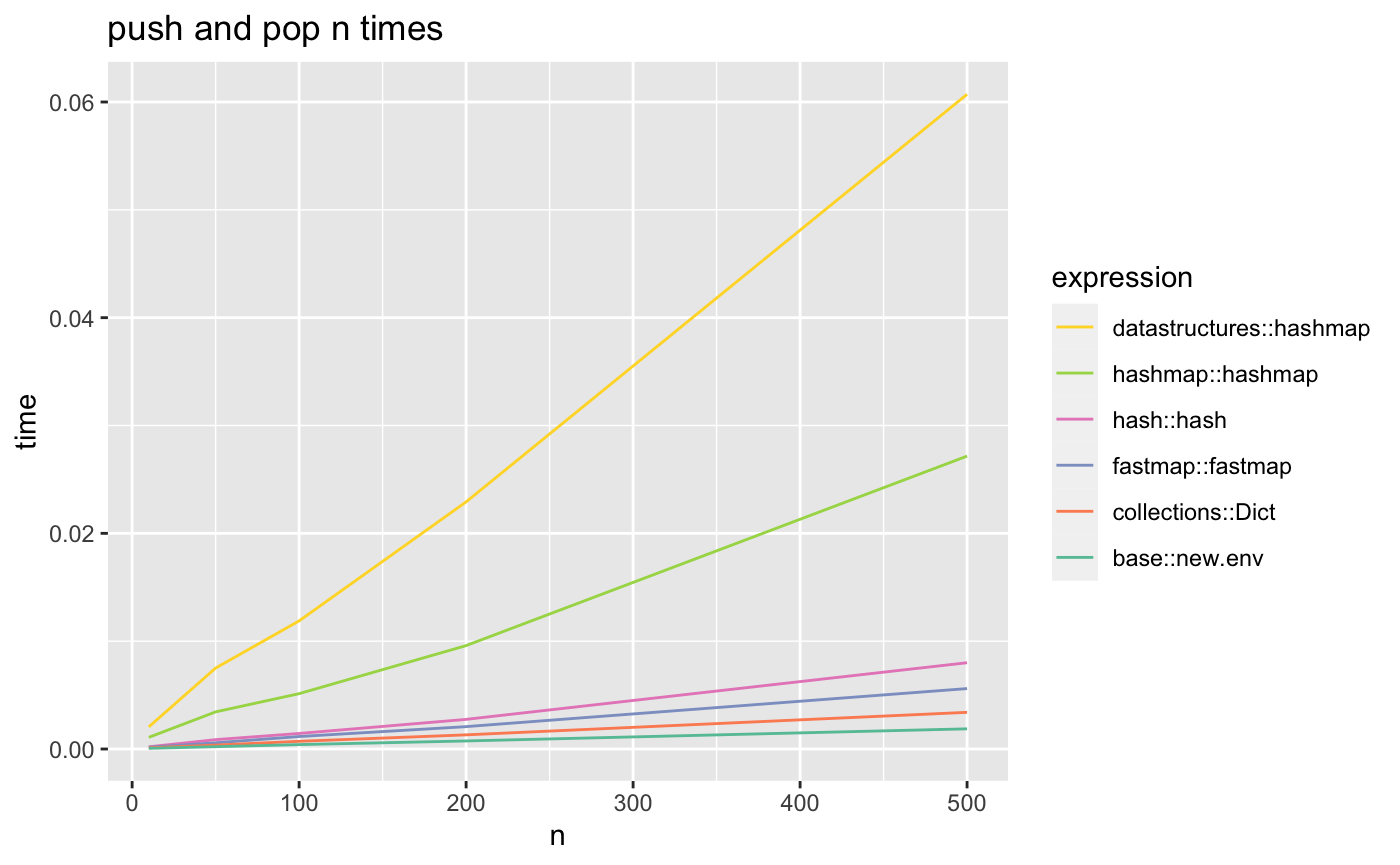 push and pop n times
0.06
0.04
0.02
0.00
time
0
100
200
300
400
500
n
expression
datastructures::hashmap
hashmap::hashmap
hash::hash
fastmap::fastmap
collections::Dict
base::new.env